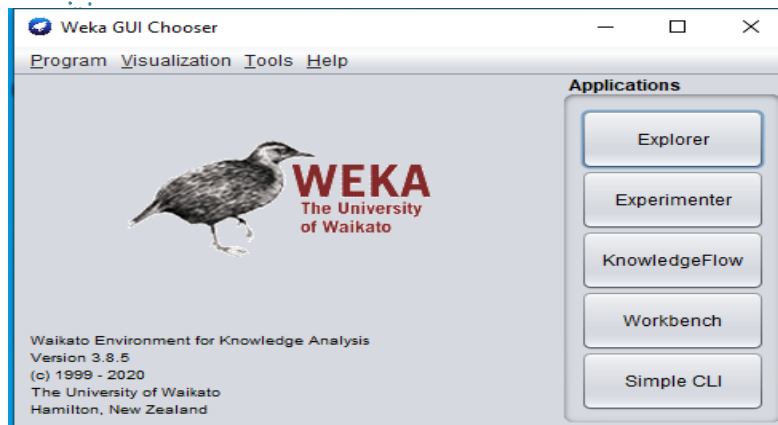 Weka GUI Chooser
Program Visualization Tools Help
Applications
WEKA
The University
of Waikato
Explorer
Experimenter
KnowledgeFlow
Workbench
Simple CLI
Waikato Environment for Knowledge Analysis
Version 3.8.5
(c) 1999 - 2020
The University of Waikato
Hamilton, New Zealand